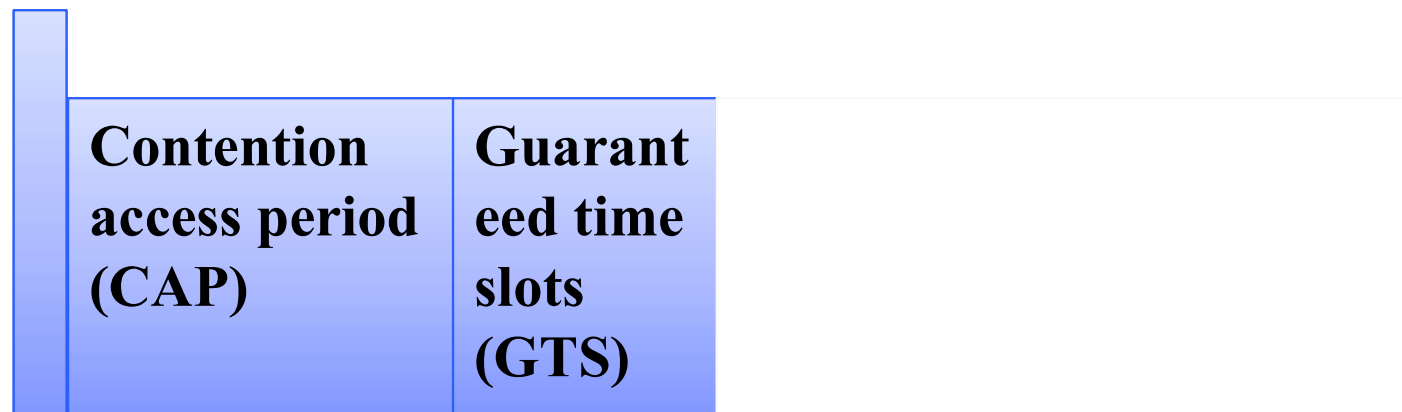 Contention
access period
(CAP)
Guarant
eed time
slots
(GTS)